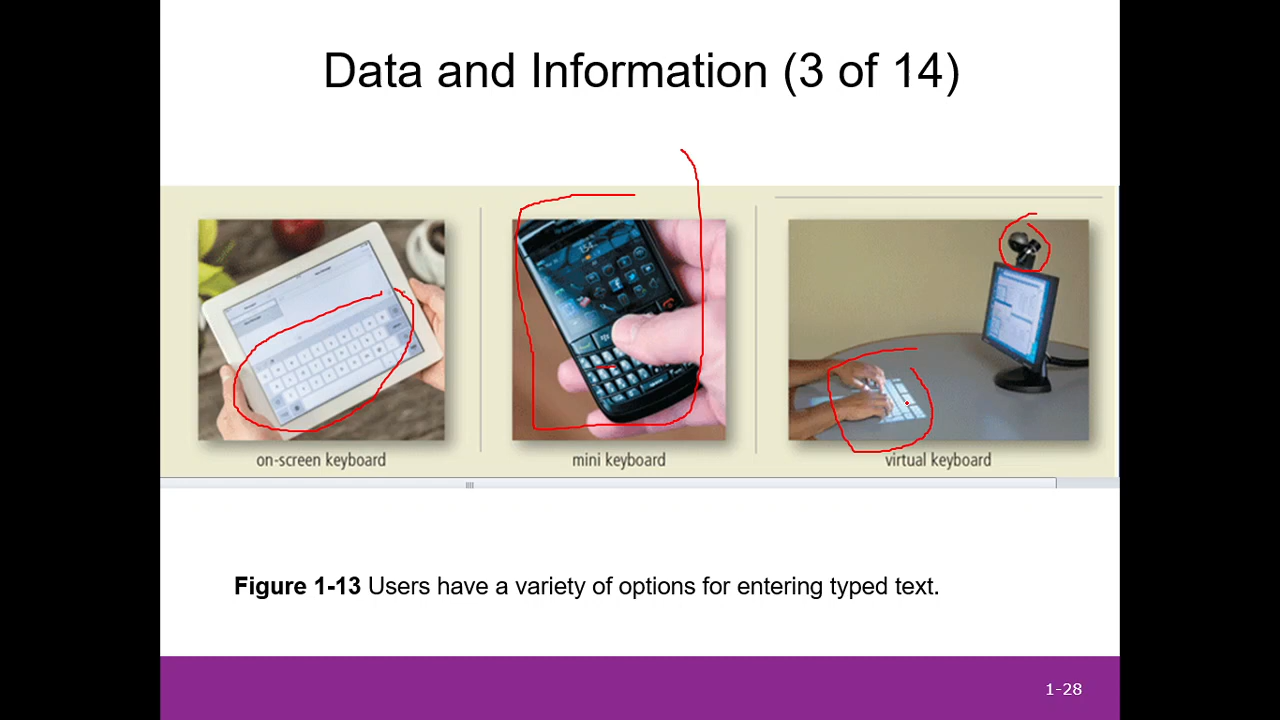 Data and Information (3 of 14)
on-screen keyboard
mini keyboard
virtual keyboard
Figure 1-13 Users have a variety of options for entering typed text.
1-28